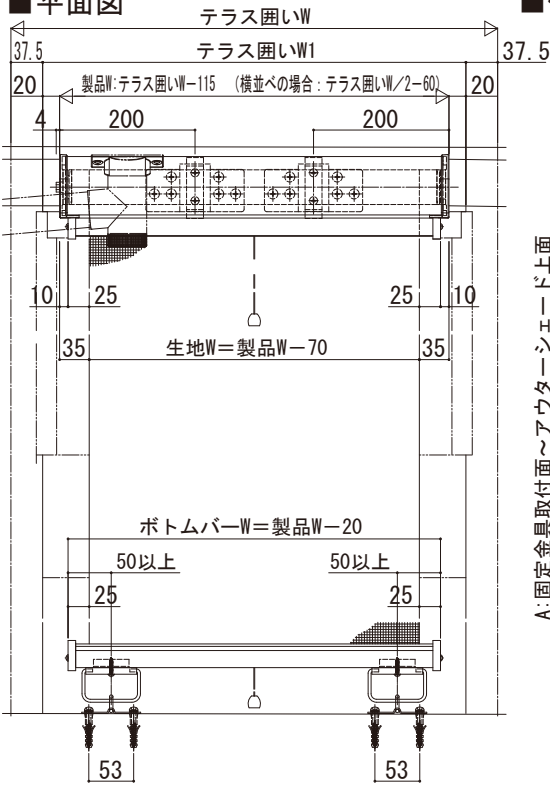 ■平面図
テラス囲いW
37.5 テラス囲いW1 37.5
20 製品W:テラス囲いW-115 (横並べの場合:テラス囲いW/2-60) 20
4 200 200
10 25 25 10
35 生地W=製品W-70 35
ボトムバーW=製品W-20
50以上 50以上
25 25
53 53
A:固定金具取付面~アウターシェード上面